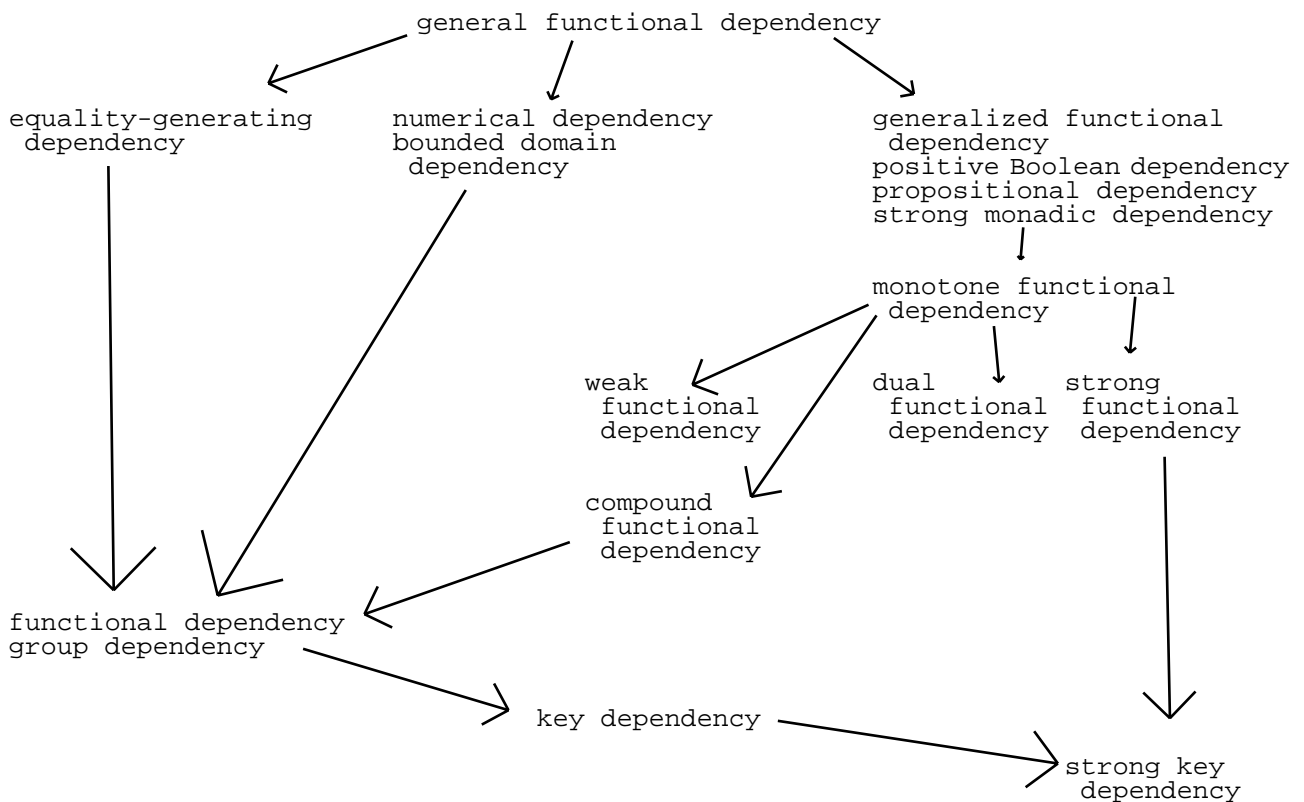 general functional dependency
equality-generating
dependency
numerical dependency
bounded domain
dependency
generalized functional
dependency
positive Boolean dependency
propositional dependency
strong monadic dependency
monotone functional
dependency
weak
functional
dependency
dual
functional
dependency
strong
functional
dependency
compound
functional
dependency
functional dependency
group dependency
key dependency
strong key
dependency